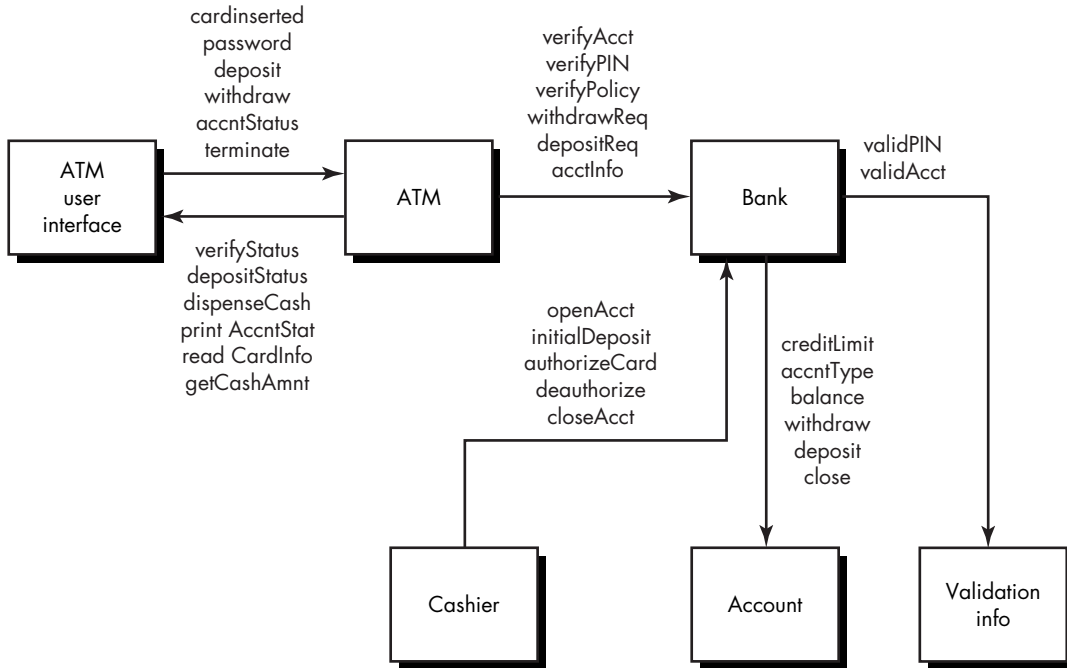 cardinserted
password
deposit
withdraw
accntStatus
terminate
verifyAcct
verifyPIN
verifyPolicy
withdrawReq
depositReq
acctInfo
validPIN
validAcct
ATM
user
interface
ATM
Bank
verifyStatus
depositStatus
dispenseCash
print AccntStat
read CardInfo
getCashAmnt
openAcct
initialDeposit
authorizeCard
deauthorize
closeAcct
creditLimit
accntType
balance
withdraw
deposit
close
Cashier
Account
Validation
info